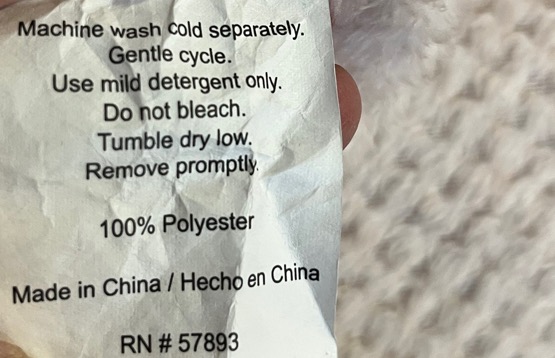 Machine wash cold separately.
Gentle cycle.
Use mild detergent only.
Do not bleach.
Tumble dry low.
Remove promptly.
100% Polyester
Made in China / Hecho en China
RN # 57893